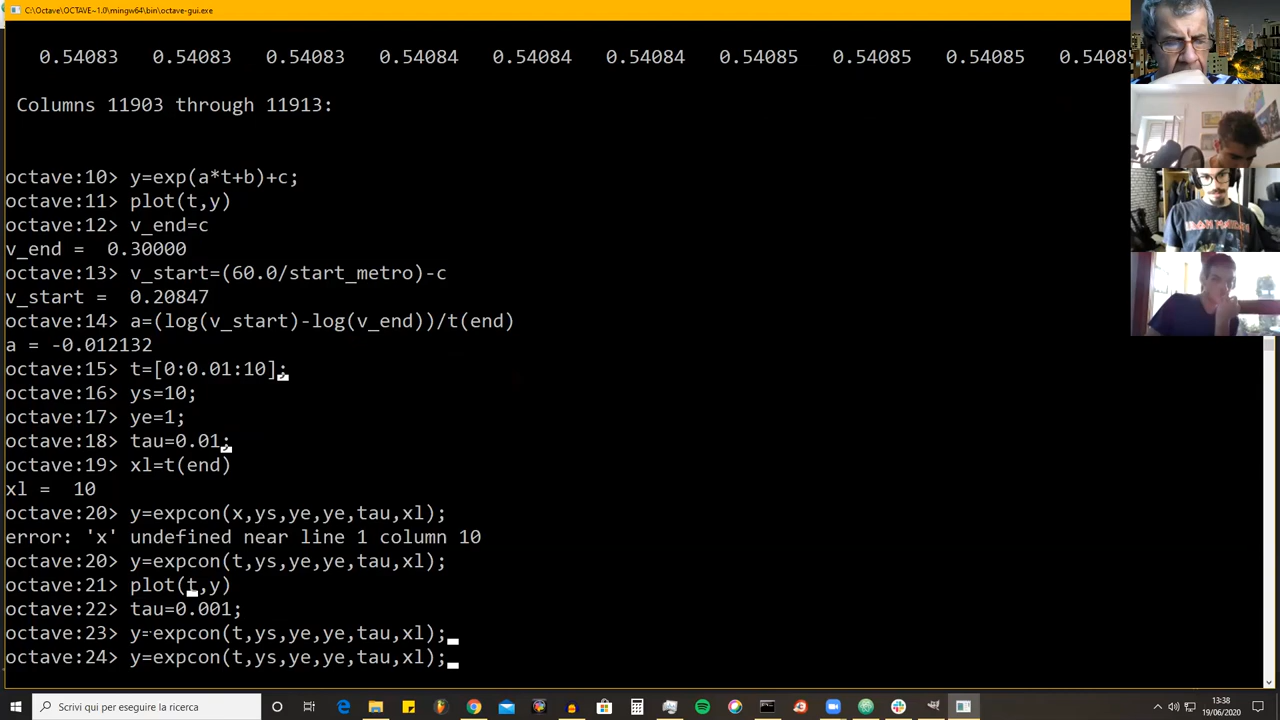 C:\Octave\OCTAVE~1.0\mingw64\bin\octave-gui.exe
0.54083 0.54083 0.54083 0.54084 0.54084 0.54084 0.54085 0.54085 0.54085 0.5408
Columns 11903 through 11913:
octave:10> y=exp(a*t+b)+c;
octave:11> plot(t,y)
octave:12> v_end=c
v_end = 0.30000
octave:13> v_start=(60.0/start_metro)-c
v_start = 0.20847
octave:14> a=(log(v_start)-log(v_end))/t(end)
a = -0.012132
octave:15> t=[0:0.01:10];
octave:16> ys=10;
octave:17> ye=1;
octave:18> tau=0.01;
octave:19> xl=t(end)
xl = 10
octave:20> y=expcon(x,ys,ye,ye,tau,xl);
error: 'x' undefined near line 1 column 10
octave:20> y=expcon(t,ys,ye,ye,tau,xl);
octave:21> plot(t,y)
octave:22> tau=0.001;
octave:23> y=expcon(t,ys,ye,ye,tau,xl);
octave:24> y=expcon(t,ys,ye,ye,tau,xl);
Scrivi qui per eseguire la ricerca
13:38
19/06/2020